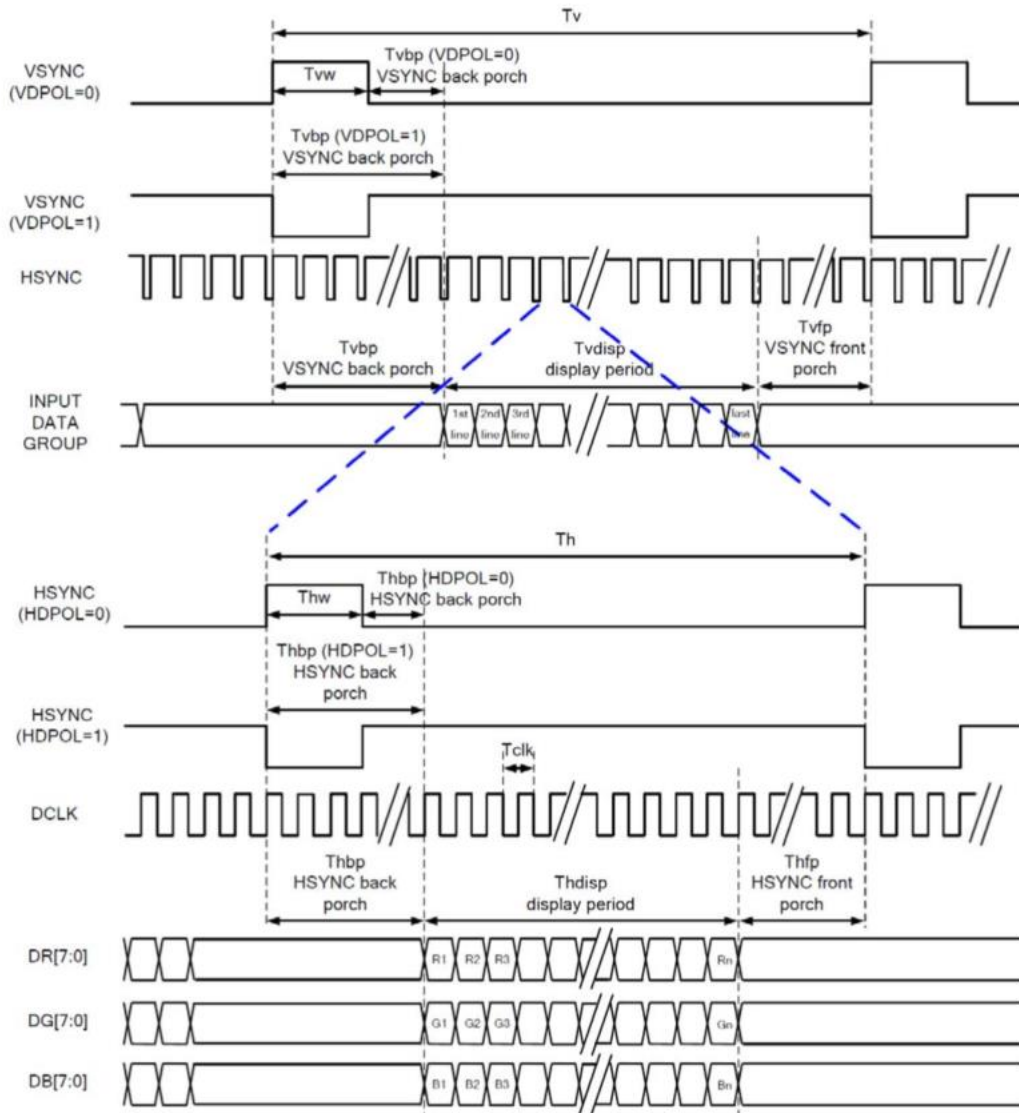 Tv
VSYNC
(VDPOL=0)
Tvw
Tvbp (VDPOL=0)
VSYNC back porch
Tvbp (VDPOL=1)
VSYNC back porch
VSYNC
(VDPOL=1)
HSYNC
Tvbp
VSYNC back porch
Tvdisp
display period
Tvfp
VSYNC front
porch
INPUT
DATA
GROUP
1st
line
2nd
line
3rd
line
last
line
Th
HSYNC
(HDPOL=0)
Thw
Thbp (HDPOL=0)
HSYNC back porch
Thbp (HDPOL=1)
HSYNC back
porch
HSYNC
(HDPOL=1)
Tclk
DCLK
Thbp
HSYNC back
porch
Thdisp
display period
Thfp
HSYNC front
porch
DR[7:0]
R1 R2 R3 Rn
DG[7:0]
G1 G2 G3 Gn
DB[7:0]
B1 B2 B3 Bn